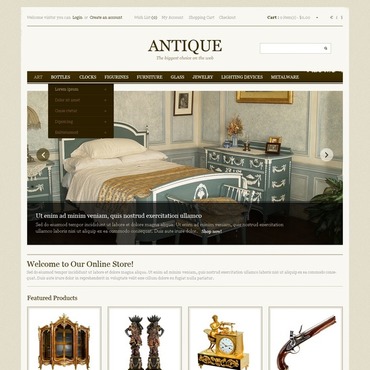 Welcome visitor you can Login or Create an account
Wish List (0) My Account Shopping Cart Checkout
Cart 0 item(s) - $0.00
ANTIQUE
The biggest choice on the web
ART BOTTLES CLOCKS FIGURINES FURNITURE GLASS JEWELRY LIGHTING DEVICES METALWARE
Lorem ipsum
Dolor sit amet
Ut enim ad minim veniam, quis nostrud exercitation ullamco
Sed do eiusmod tempor incididunt ut labore et dolore magna aliqua. Ut enim ad minim veniam, quis nostrud exercitation
ullamco laboris nisi ut aliquip ex ea commodo consequat. Duis aute irure dolor... Shop now!
Welcome to Our Online Store!
Sed do eiusmod tempor incididunt ut labore et dolore magna aliqua. Ut enim ad minim veniam, quis nostrud exercitation ullamco laboris nisi ut aliquip ex ea commodo
consequat. Duis aute irure dolor in reprehenderit in voluptate velit esse cillum dolore eu fugiat nulla pariatur.
Featured Products